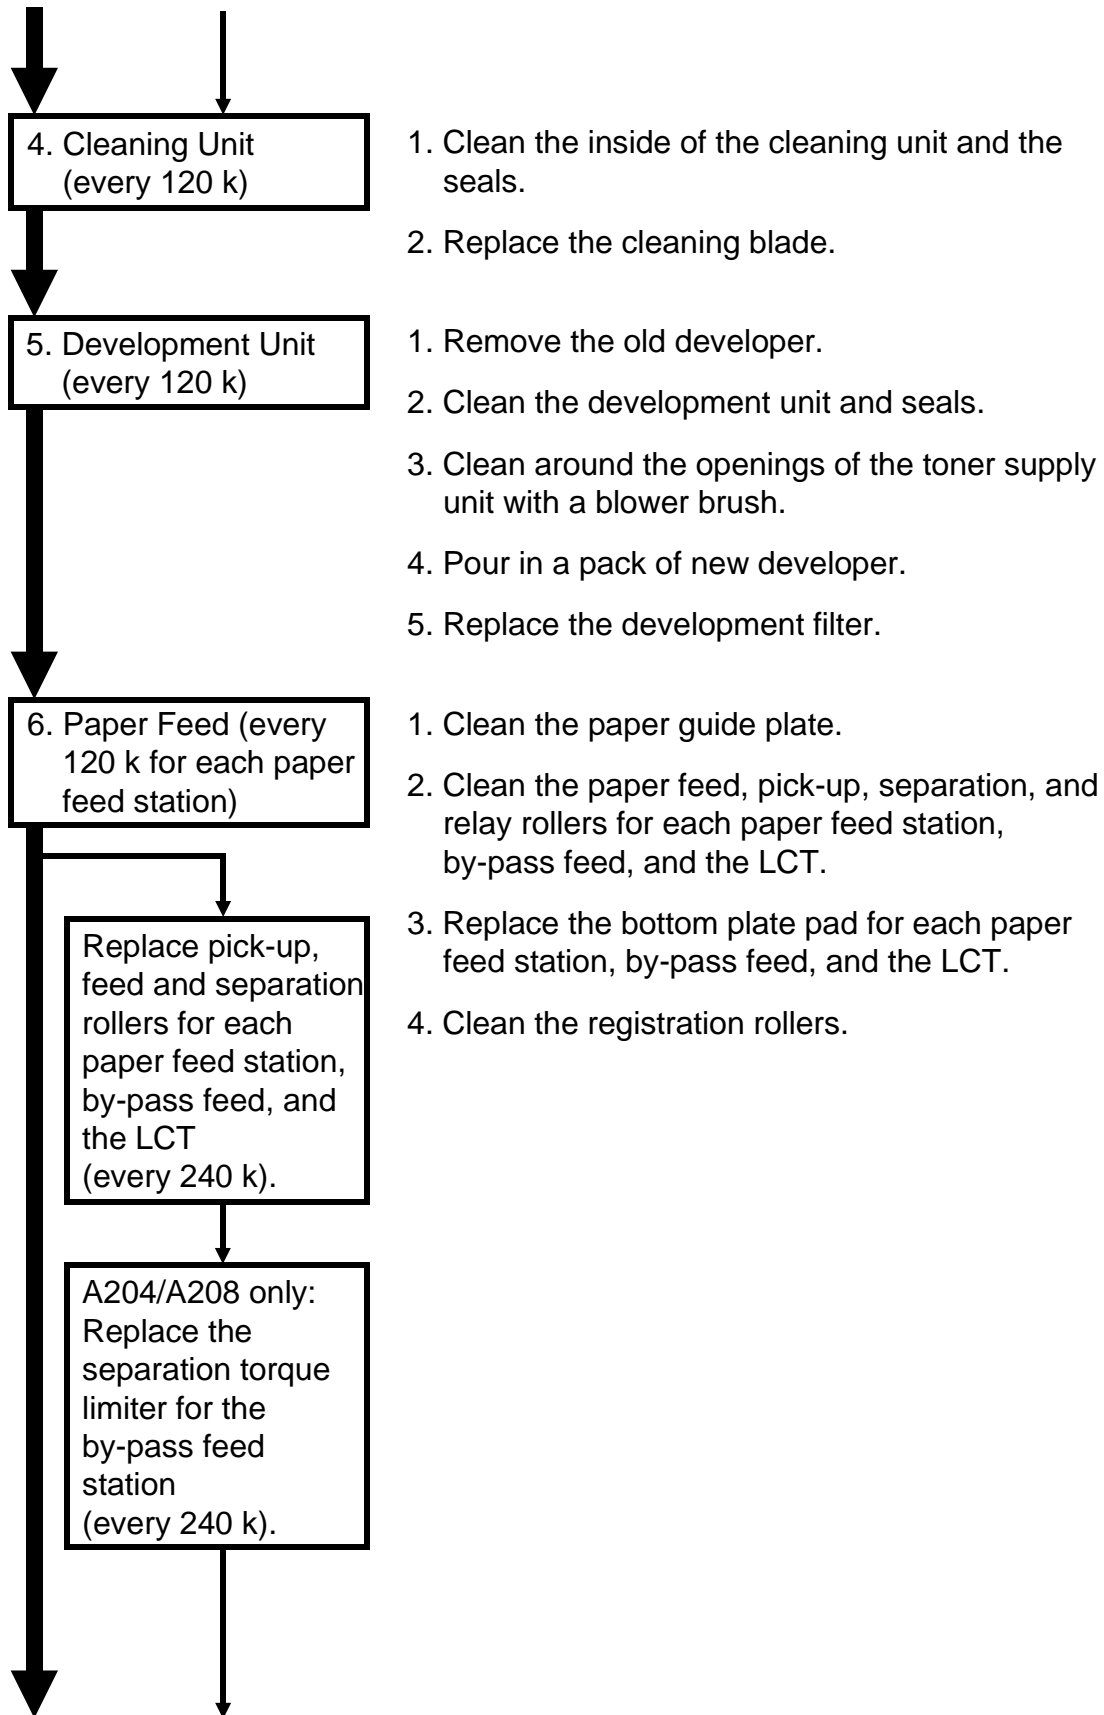 4. Cleaning Unit
(every 120 k)
1. Clean the inside of the cleaning unit and the
seals.
2. Replace the cleaning blade.
5. Development Unit
(every 120 k)
1. Remove the old developer.
2. Clean the development unit and seals.
3. Clean around the openings of the toner supply
unit with a blower brush.
4. Pour in a pack of new developer.
5. Replace the development filter.
6. Paper Feed (every
120 k for each paper
feed station)
1. Clean the paper guide plate.
2. Clean the paper feed, pick-up, separation, and
relay rollers for each paper feed station,
by-pass feed, and the LCT.
3. Replace the bottom plate pad for each paper
feed station, by-pass feed, and the LCT.
4. Clean the registration rollers.
Replace pick-up,
feed and separation
rollers for each
paper feed station,
by-pass feed, and
the LCT
(every 240 k).
A204/A208 only:
Replace the
separation torque
limiter for the
by-pass feed
station
(every 240 k).